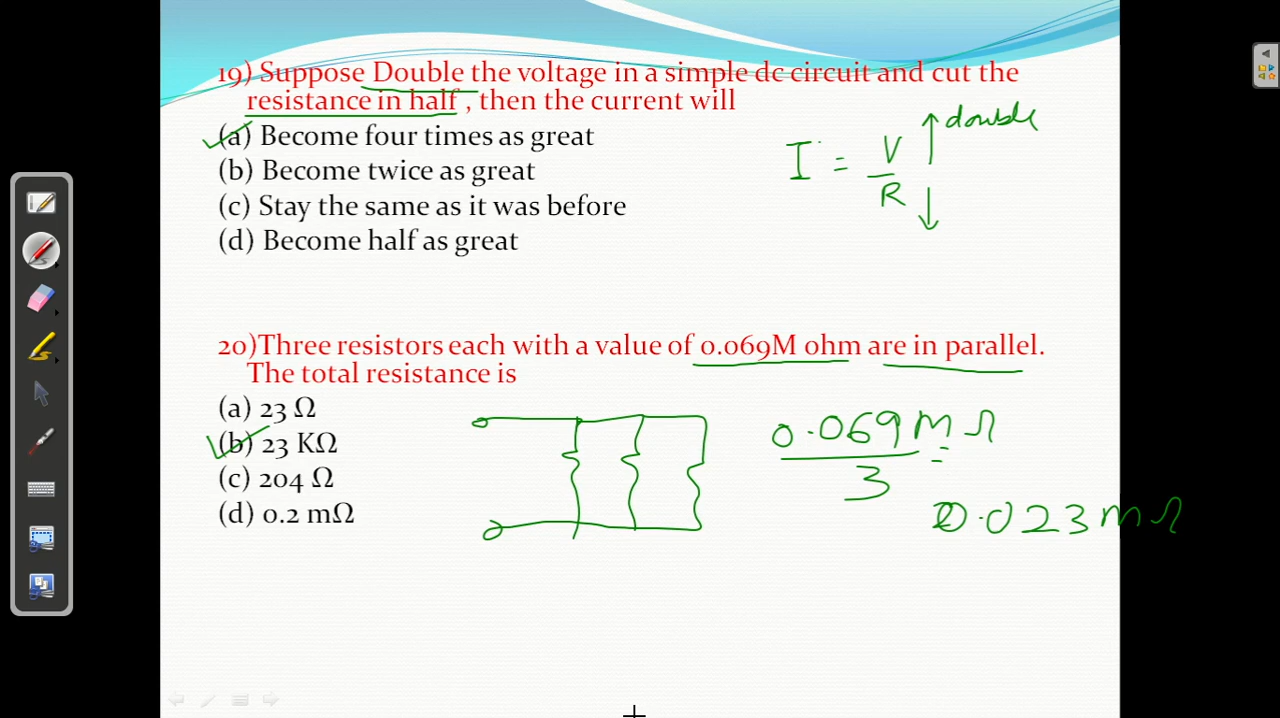 19) Suppose Double the voltage in a simple dc circuit and cut the
resistance in half , then the current will
(a) Become four times as great
(b) Become twice as great
(c) Stay the same as it was before
(d) Become half as great
I = V/R
double
20)Three resistors each with a value of 0.069M ohm are in parallel.
The total resistance is
(a) 23 Ω
(b) 23 KΩ
(c) 204 Ω
(d) 0.2 mΩ
0.069 M Ω
3
0.023 M Ω